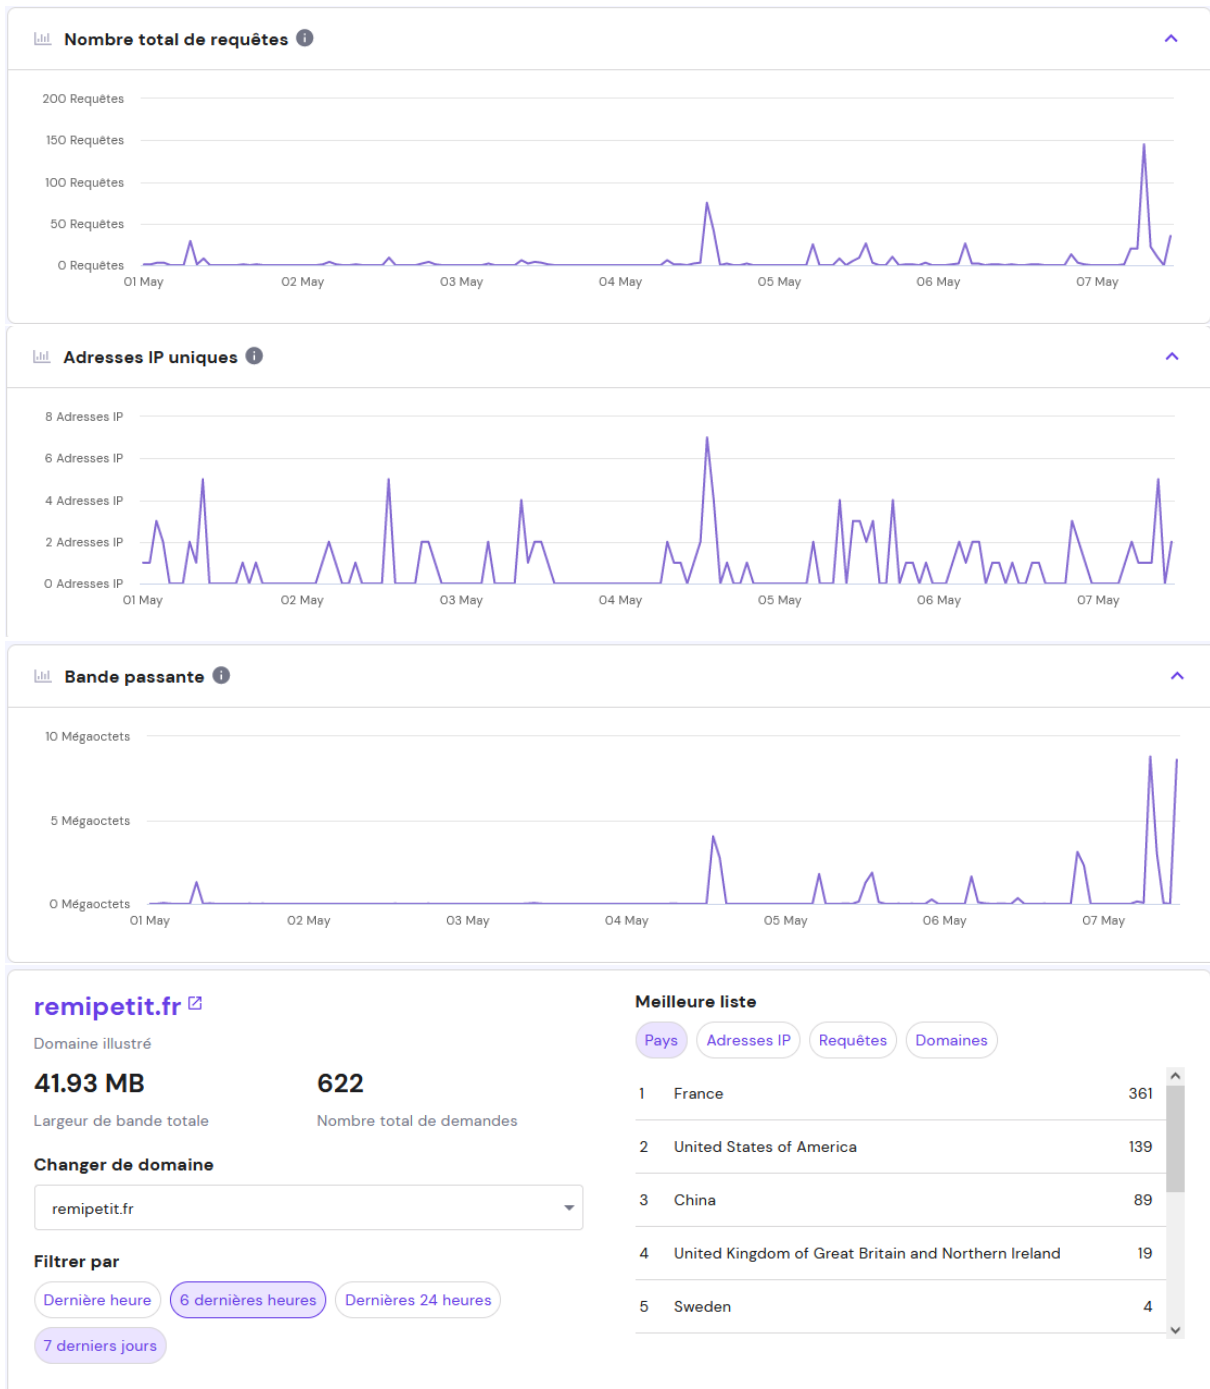 Nombre total de requêtes
200 Requêtes
150 Requêtes
100 Requêtes
50 Requêtes
0 Requêtes
01 May 02 May 03 May 04 May 05 May 06 May 07 May
Adresses IP uniques
8 Adresses IP
6 Adresses IP
4 Adresses IP
2 Adresses IP
0 Adresses IP
01 May 02 May 03 May 04 May 05 May 06 May 07 May
Bande passante
10 Mégaoctets
5 Mégaoctets
0 Mégaoctets
01 May 02 May 03 May 04 May 05 May 06 May 07 May
remipetit.fr
Domaine illustré
41.93 MB 622
Largeur de bande totale Nombre total de demandes
Changer de domaine
remipetit.fr
Filtrer par
Dernière heure 6 dernières heures Dernières 24 heures
7 derniers jours
Meilleure liste
Pays Adresses IP Requêtes Domaines
1 France 361
2 United States of America 139
3 China 89
4 United Kingdom of Great Britain and Northern Ireland 19
5 Sweden 4